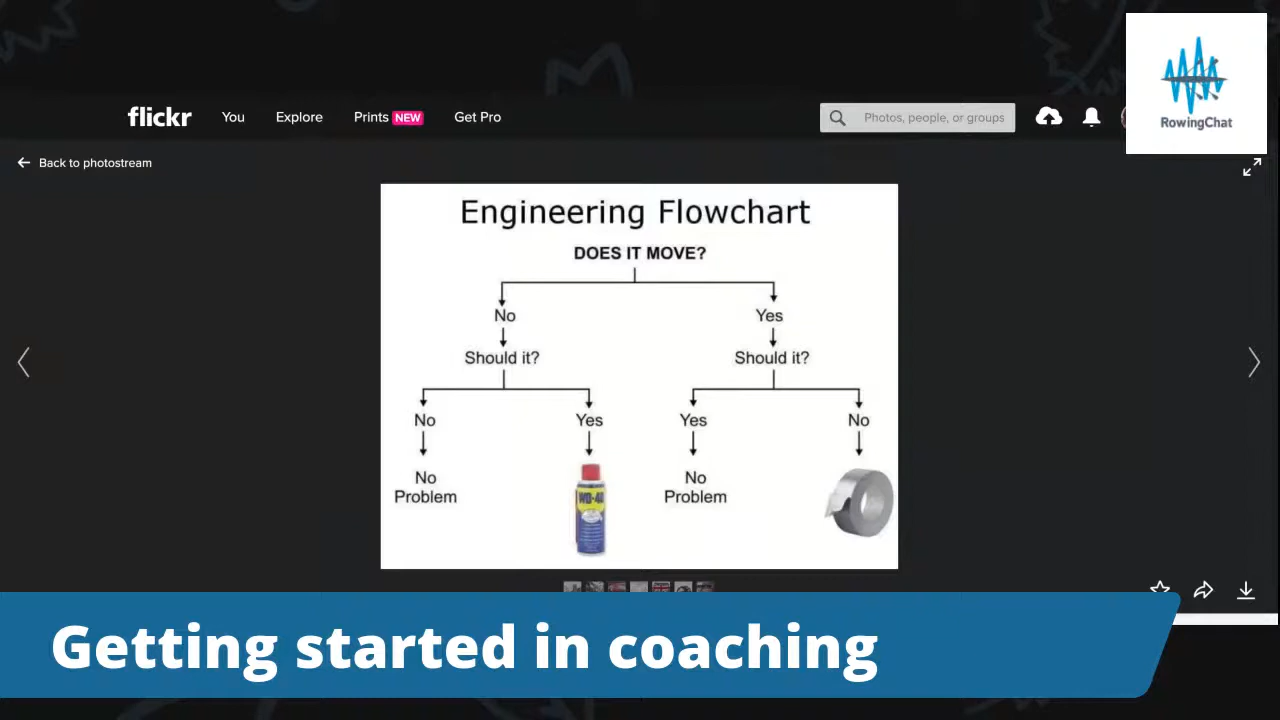 flickr You Explore Prints NEW Get Pro Photos, people, or groups
RowingChat
Back to photostream
Engineering Flowchart
DOES IT MOVE?
No Yes
Should it? Should it?
No Yes Yes No
No Problem No Problem
WD-40
Getting started in coaching